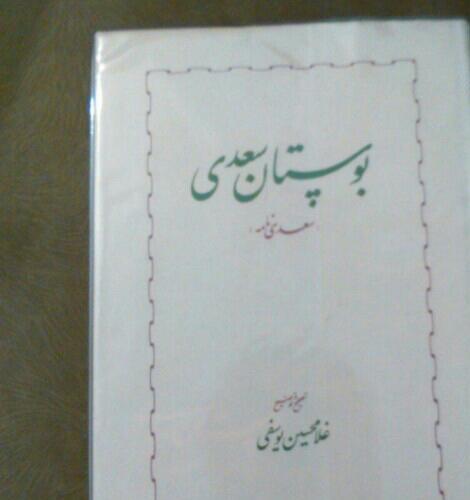 بوستان سعدی
(سعدی‌نامه)
تصحیح و توضیح
غلامحسین یوسفی